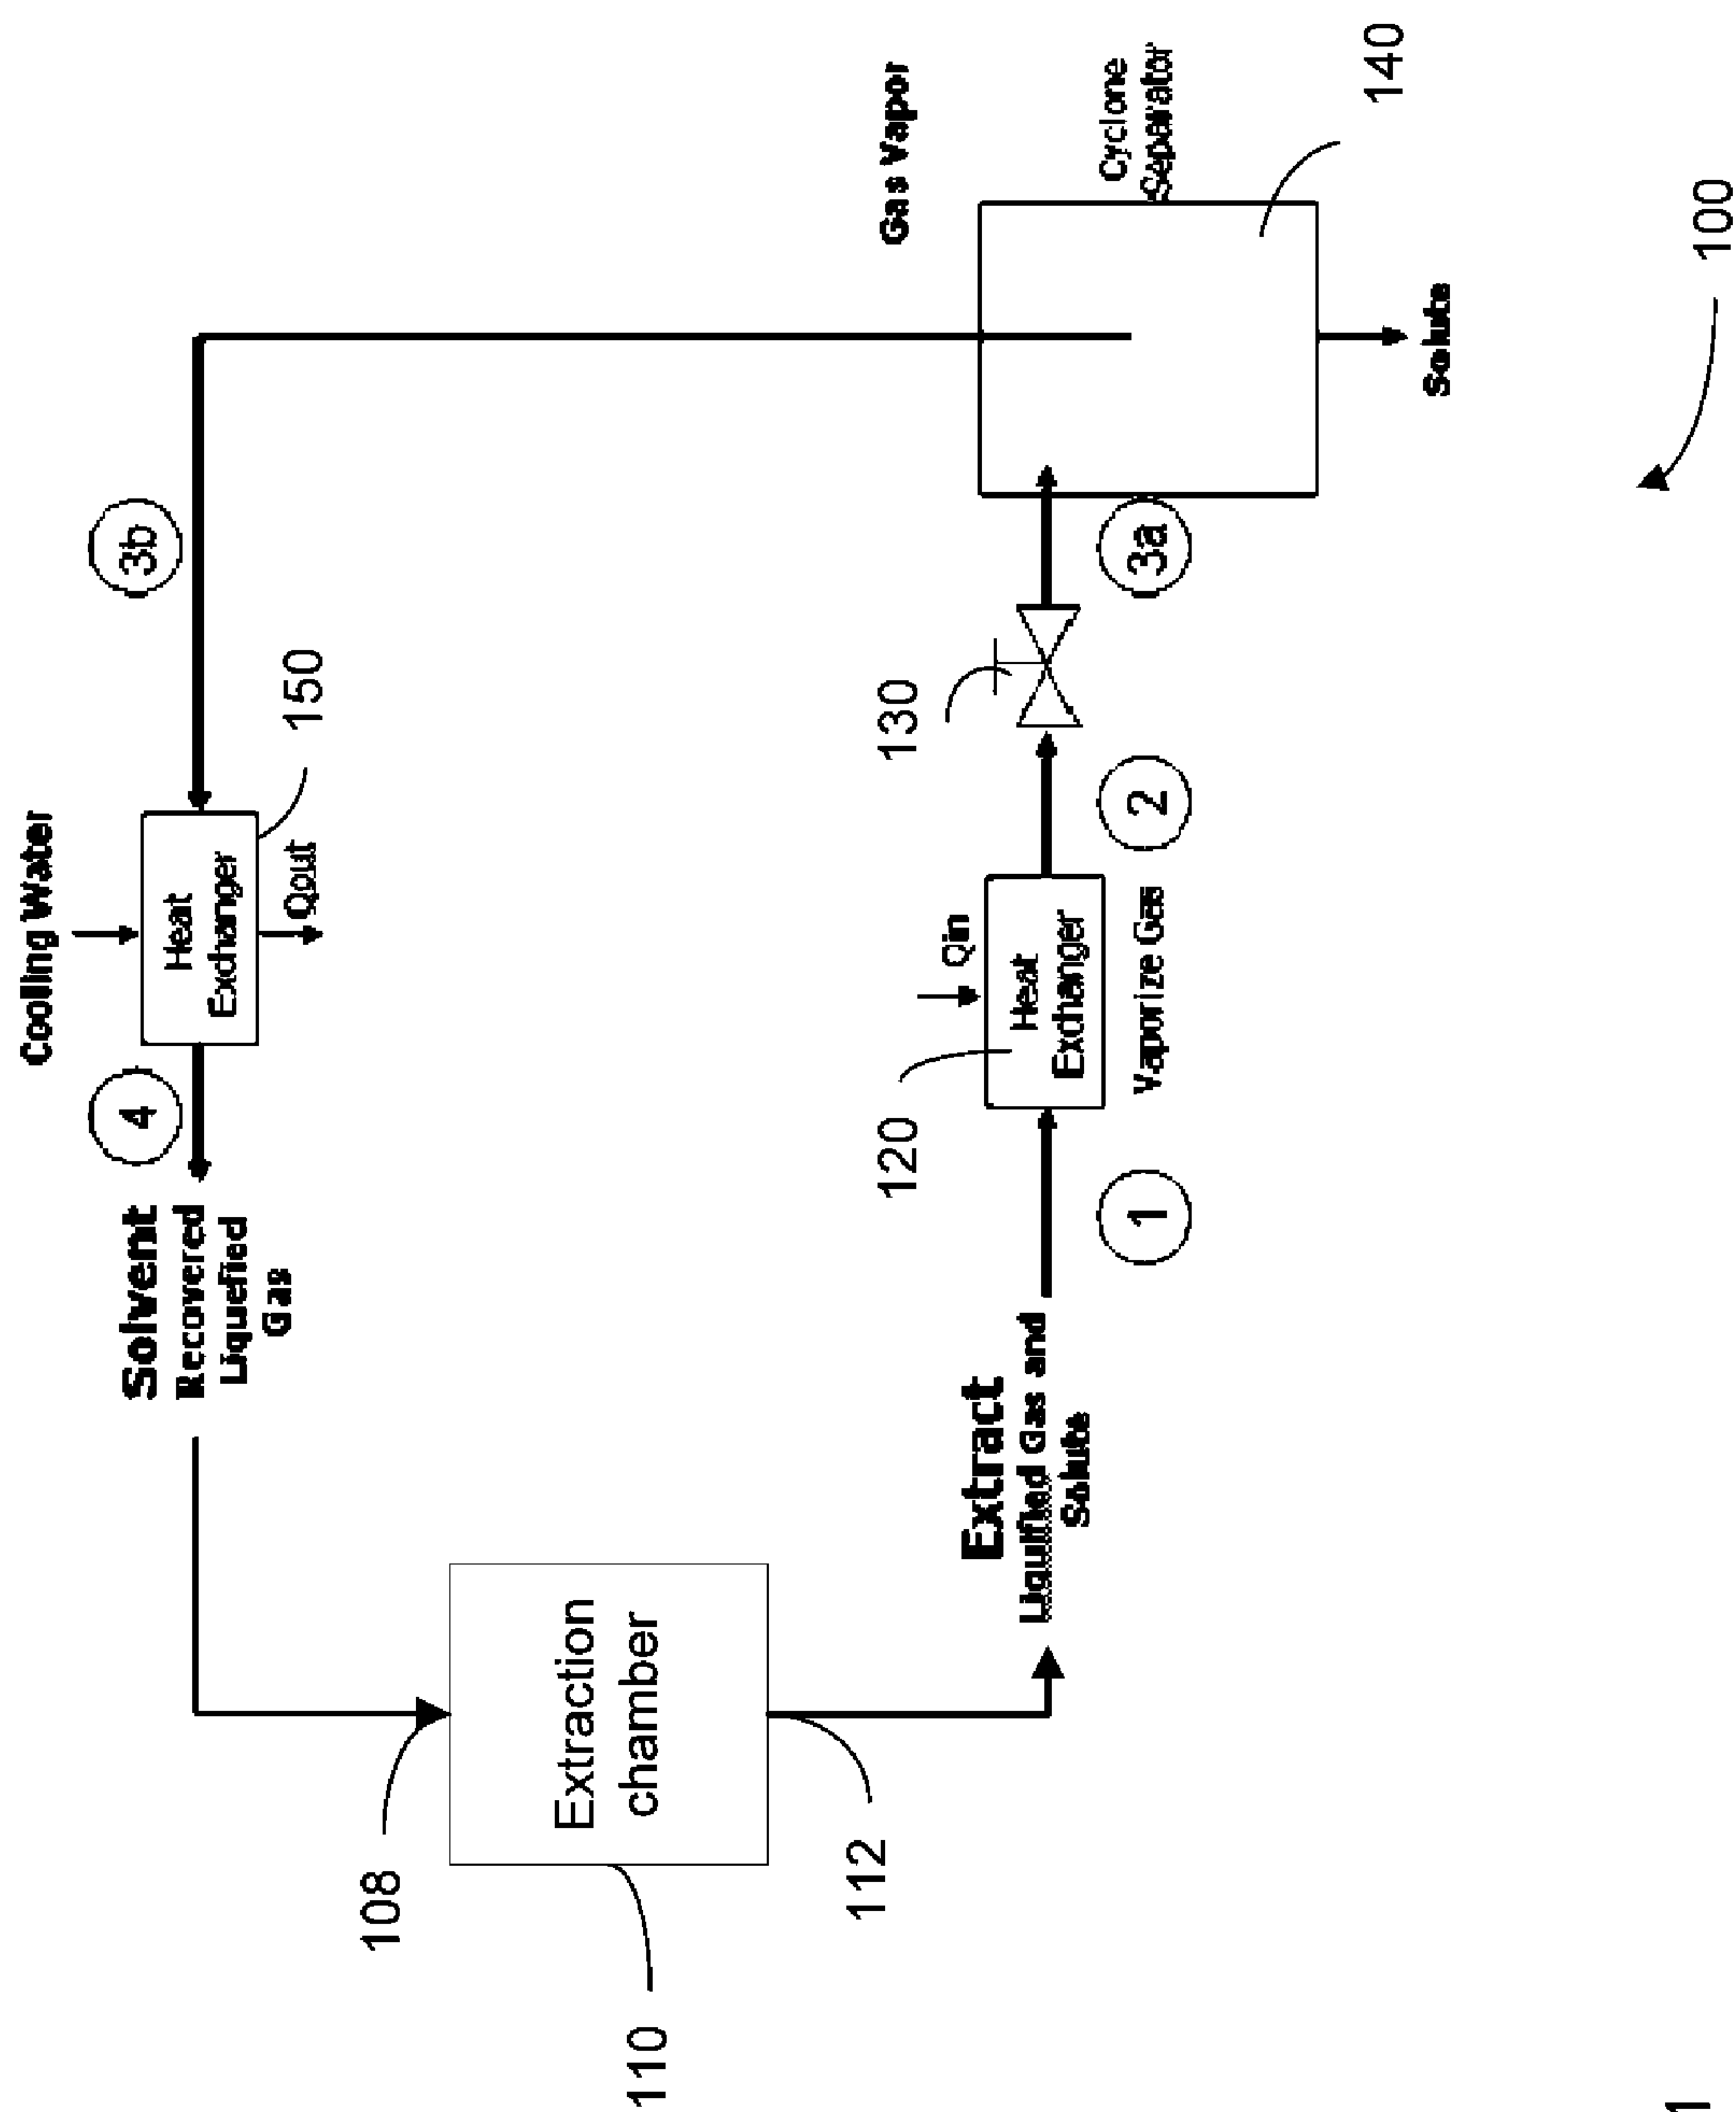 Cooling Water
4
3b
Heat
Exchanger
150
Qout
Solvent
Recovered
Liquefied
Gas
108
110
Extraction
chamber
112
Extract
Liquified Gas and
Solute
1
120
Qin
Heat
Exchanger
Vaporize Gas
2
130
3a
Gas Vapor
Cyclone
Separator
140
Solute
100
1